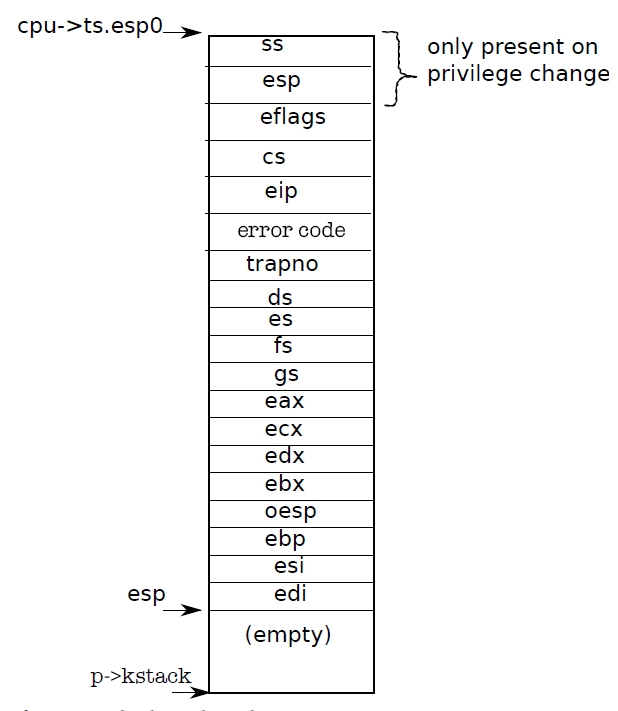 cpu->ts.esp0
ss
only present on
privilege change
esp
eflags
cs
eip
error code
trapno
ds
es
fs
gs
eax
ecx
edx
ebx
oesp
ebp
esi
esp
edi
(empty)
p->kstack